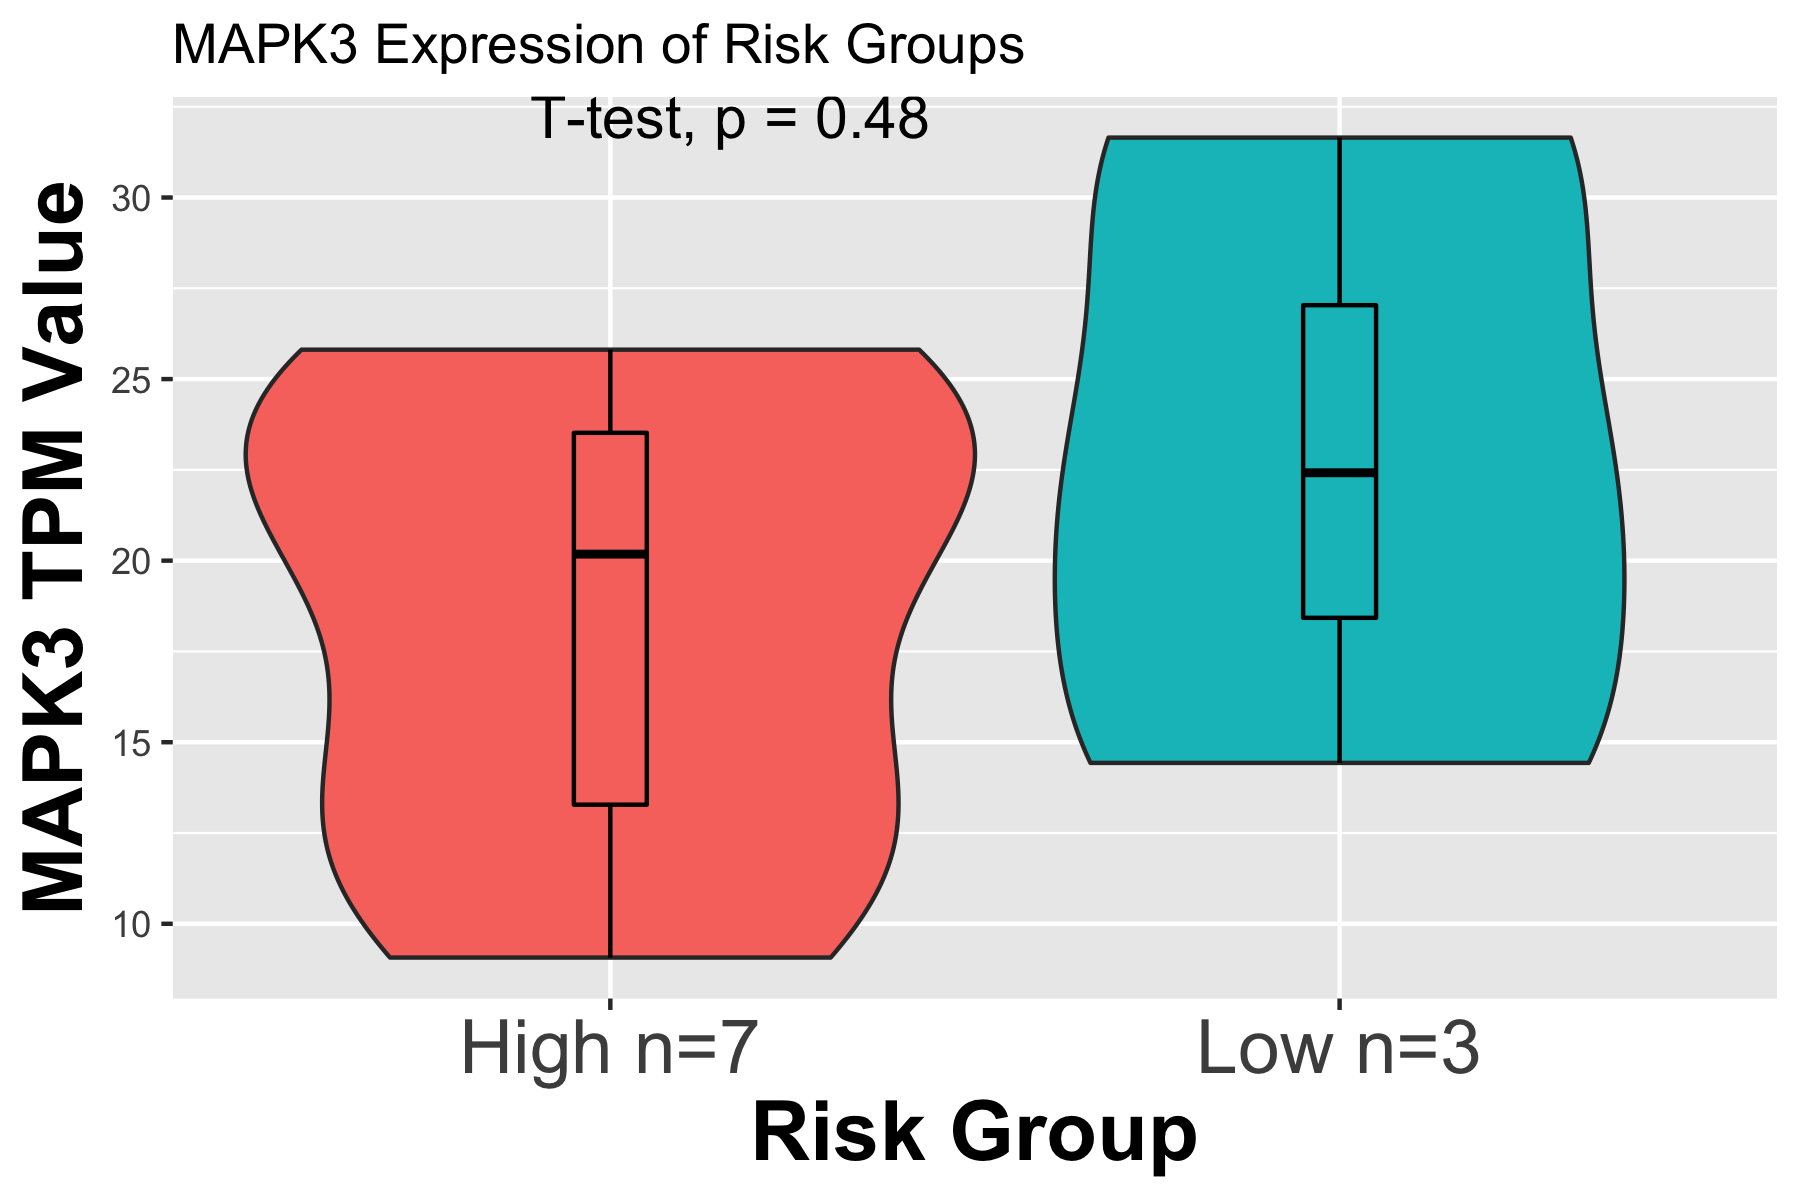 MAPK3 Expression of Risk Groups
T-test, p = 0.48
MAPK3 TPM Value
30
25
20
15
10
High n=7
Low n=3
Risk Group